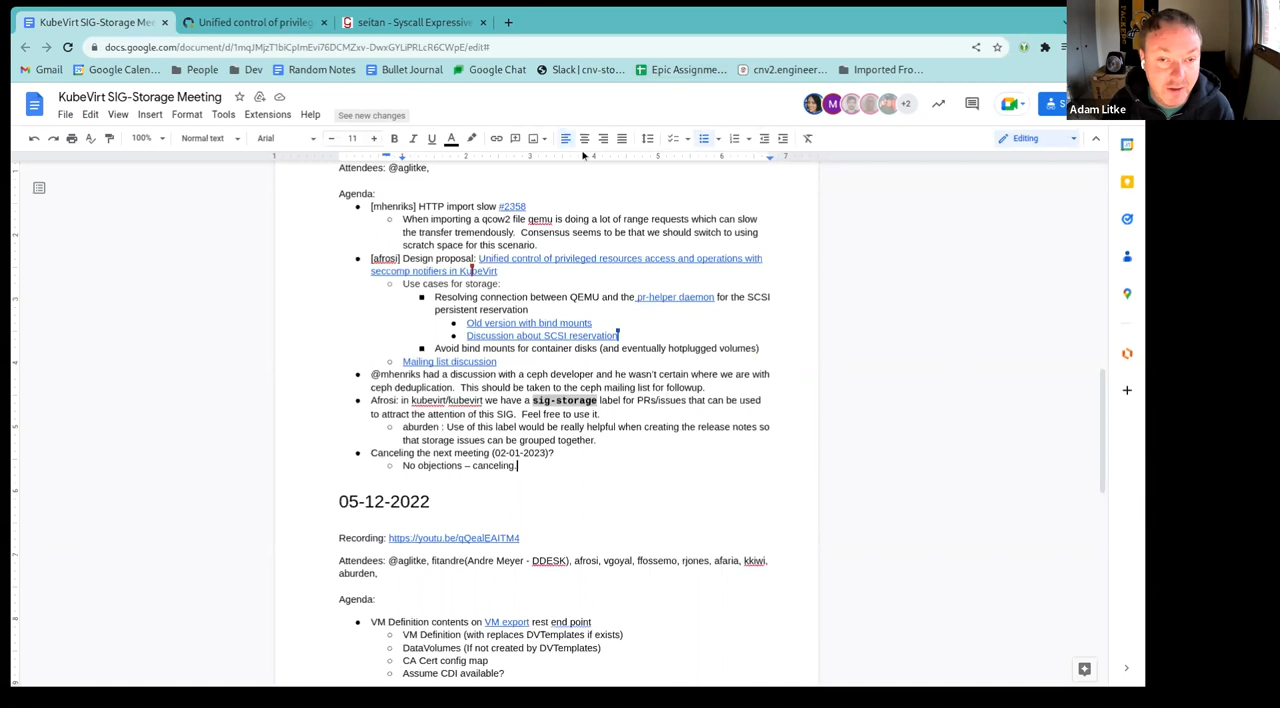 KubeVirt SIG-Storage Mee
Unified control of privileg
seitan - Syscall Expressive
docs.google.com/document/d/1mqJMjzT1biCpImEvi76DCMZxv-DwxGYLiPRLcR6CWpE/edit#
Gmail
Google Calen...
People
Dev
Random Notes
Bullet Journal
Google Chat
Slack | cnv-sto...
Epic Assignme...
cnv2.engineer...
Imported Fro...
Adam Litke
KubeVirt SIG-Storage Meeting
File Edit View Insert Format Tools Extensions Help
See new changes
M
+2
S
100%
Normal text
Arial
11
Editing
1 1 2 3 4 5 6 7
Attendees: @aglitke,
Agenda:
[mhenriks] HTTP import slow #2358
When importing a qcow2 file qemu is doing a lot of range requests which can slow
the transfer tremendously. Consensus seems to be that we should switch to using
scratch space for this scenario.
[afrosi] Design proposal: Unified control of privileged resources access and operations with
seccomp notifiers in KubeVirt
Use cases for storage:
Resolving connection between QEMU and the pr-helper daemon for the SCSI
persistent reservation
Old version with bind mounts
Discussion about SCSI reservation
Avoid bind mounts for container disks (and eventually hotplugged volumes)
Mailing list discussion
@mhenriks had a discussion with a ceph developer and he wasn't certain where we are with
ceph deduplication. This should be taken to the ceph mailing list for followup.
Afrosi: in kubevirt/kubevirt we have a sig-storage label for PRs/issues that can be used
to attract the attention of this SIG. Feel free to use it.
aburden : Use of this label would be really helpful when creating the release notes so
that storage issues can be grouped together.
Canceling the next meeting (02-01-2023)?
No objections – canceling.
05-12-2022
Recording: https://youtu.be/qQealEAITM4
Attendees: @aglitke, fitandre(Andre Meyer - DDESK), afrosi, vgoyal, ffossemo, rjones, afaria, kkiwi,
aburden,
Agenda:
VM Definition contents on VM export rest end point
VM Definition (with replaces DVTemplates if exists)
DataVolumes (If not created by DVTemplates)
CA Cert config map
Assume CDI available?